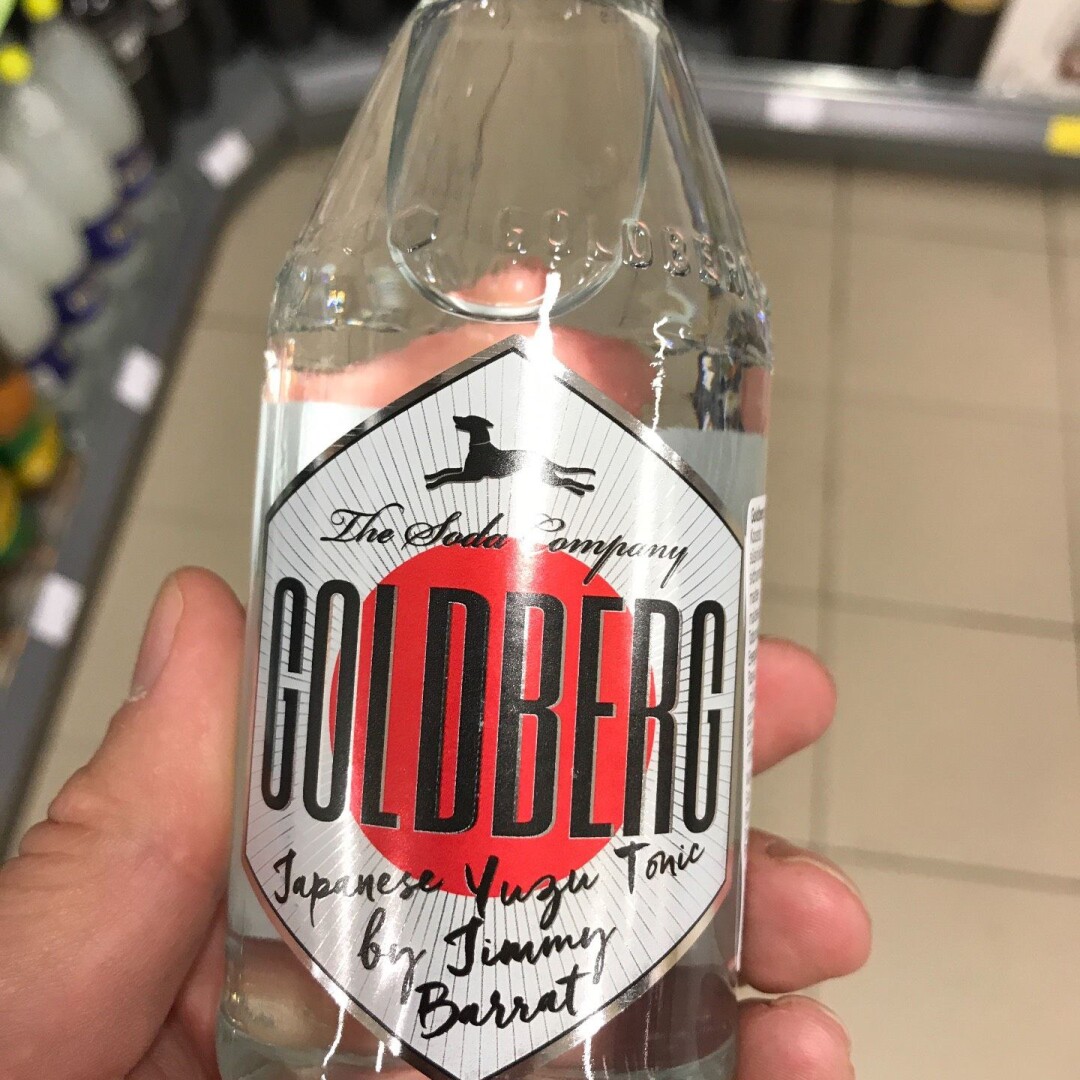 GOLDBERG
The Soda Company
GOLDBERG
Japanese Yuzu Tonic
by Jimmy
Barrat